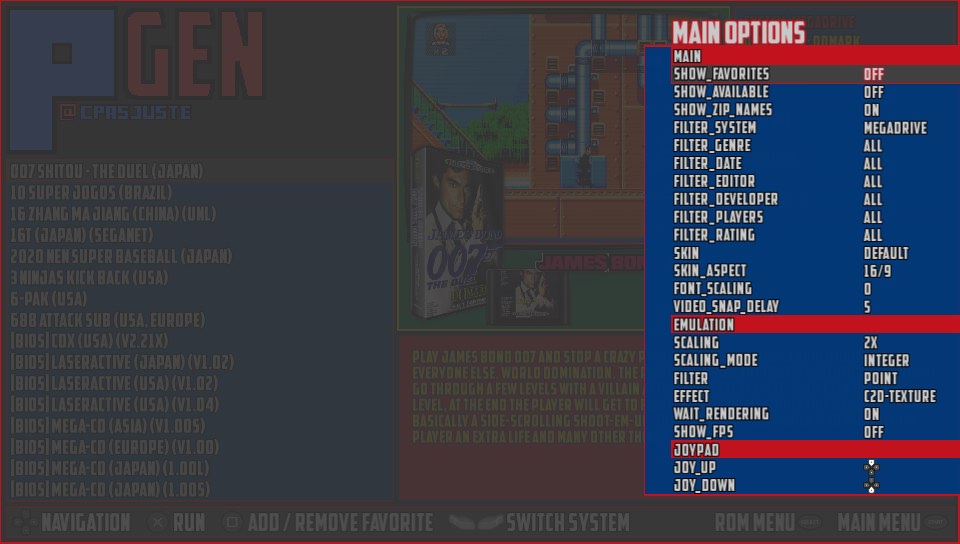 GEN
@CPASJUSTE
007 SHITOU - THE DUEL (JAPAN)
10 SUPER JOGOS (BRAZIL)
16 ZHANG MA JIANG (CHINA) (UNL)
16T (JAPAN) (SEGANET)
2020 NEN SUPER BASEBALL (JAPAN)
3 NINJAS KICK BACK (USA)
6-PAK (USA)
688 ATTACK SUB (USA, EUROPE)
[BIOS] CDX (USA) (V2.21X)
[BIOS] LASERACTIVE (JAPAN) (V1.02)
[BIOS] LASERACTIVE (USA) (V1.02)
[BIOS] LASERACTIVE (USA) (V1.04)
[BIOS] MEGA-CD (ASIA) (V1.00S)
[BIOS] MEGA-CD (EUROPE) (V1.00)
[BIOS] MEGA-CD (JAPAN) (1.00L)
[BIOS] MEGA-CD (JAPAN) (1.00S)
007
JAMES BON
PLAY JAMES BOND 007 AND STOP A CRAZY P
EVERYONE ELSE. WORLD DOMINATION. THE
GO THROUGH A FEW LEVELS WITH A VILLAIN
LEVEL. AT THE END THE PLAYER WILL GET TO
BASICALLY A SIDE-SCROLLING SHOOT-EM-U
PLAYER AN EXTRA LIFE AND MANY OTHER TH
MAIN OPTIONS
MAIN
SHOW_FAVORITES OFF
SHOW_AVAILABLE OFF
SHOW_ZIP_NAMES ON
FILTER_SYSTEM MEGADRIVE
FILTER_GENRE ALL
FILTER_DATE ALL
FILTER_EDITOR ALL
FILTER_DEVELOPER ALL
FILTER_PLAYERS ALL
FILTER_RATING ALL
SKIN DEFAULT
SKIN_ASPECT 16/9
FONT_SCALING 0
VIDEO_SNAP_DELAY 5
EMULATION
SCALING 2X
SCALING_MODE INTEGER
FILTER POINT
EFFECT C2D-TEXTURE
WAIT_RENDERING ON
SHOW_FPS OFF
JOYPAD
JOY_UP
JOY_DOWN
NAVIGATION RUN ADD / REMOVE FAVORITE SWITCH SYSTEM ROM MENU MAIN MENU